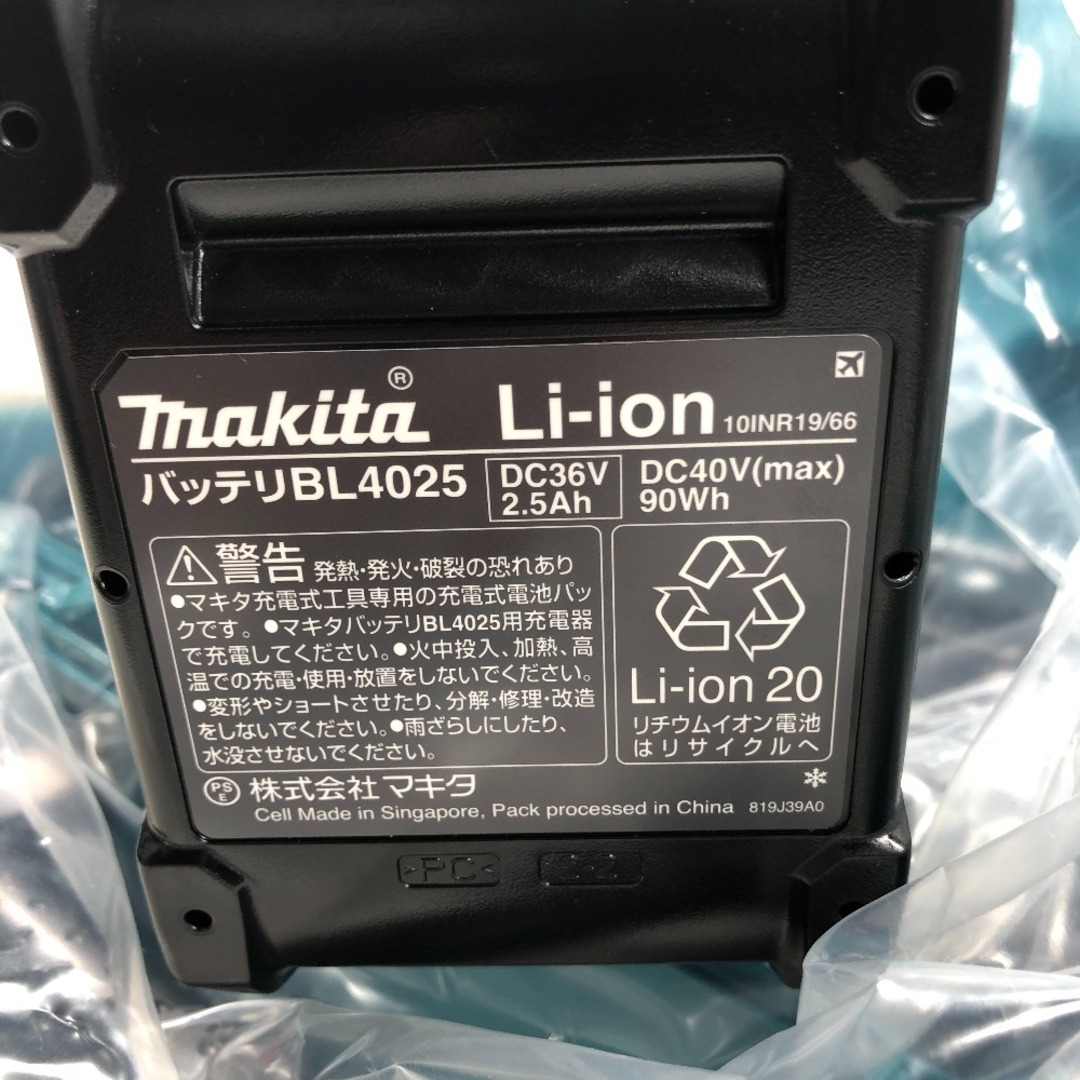 makita®
Li-ion 10INR19/66
バッテリBL4025
DC36V
2.5Ah
DC40V(max)
90Wh
警告 発熱・発火・破裂の恐れあり
●マキタ充電式工具専用の充電式電池パッ
クです。●マキタバッテリBL4025用充電器
で充電してください。●火中投入、加熱、高
温での充電・使用・放置をしないでください。
●変形やショートさせたり、分解・修理・改造
をしないでください。●雨ざらしにしたり、
水没させないでください。
Li-ion 20
リチウムイオン電池
はリサイクルへ
PS
E
株式会社マキタ
Cell Made in Singapore, Pack processed in China 819J39A0
>PC<
2-2